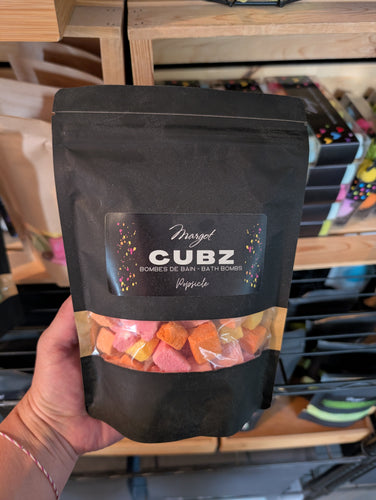 Margot
CUBZ
BOMBES DE BAIN - BATH BOMBS
Popsicle